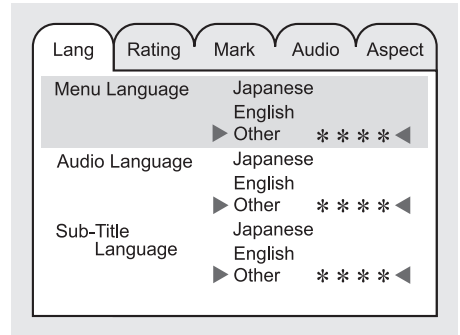 Lang Rating Mark Audio Aspect
Menu Language Japanese
English
Other ****
Audio Language Japanese
English
Other ****
Sub-Title Japanese
Language English
Other ****